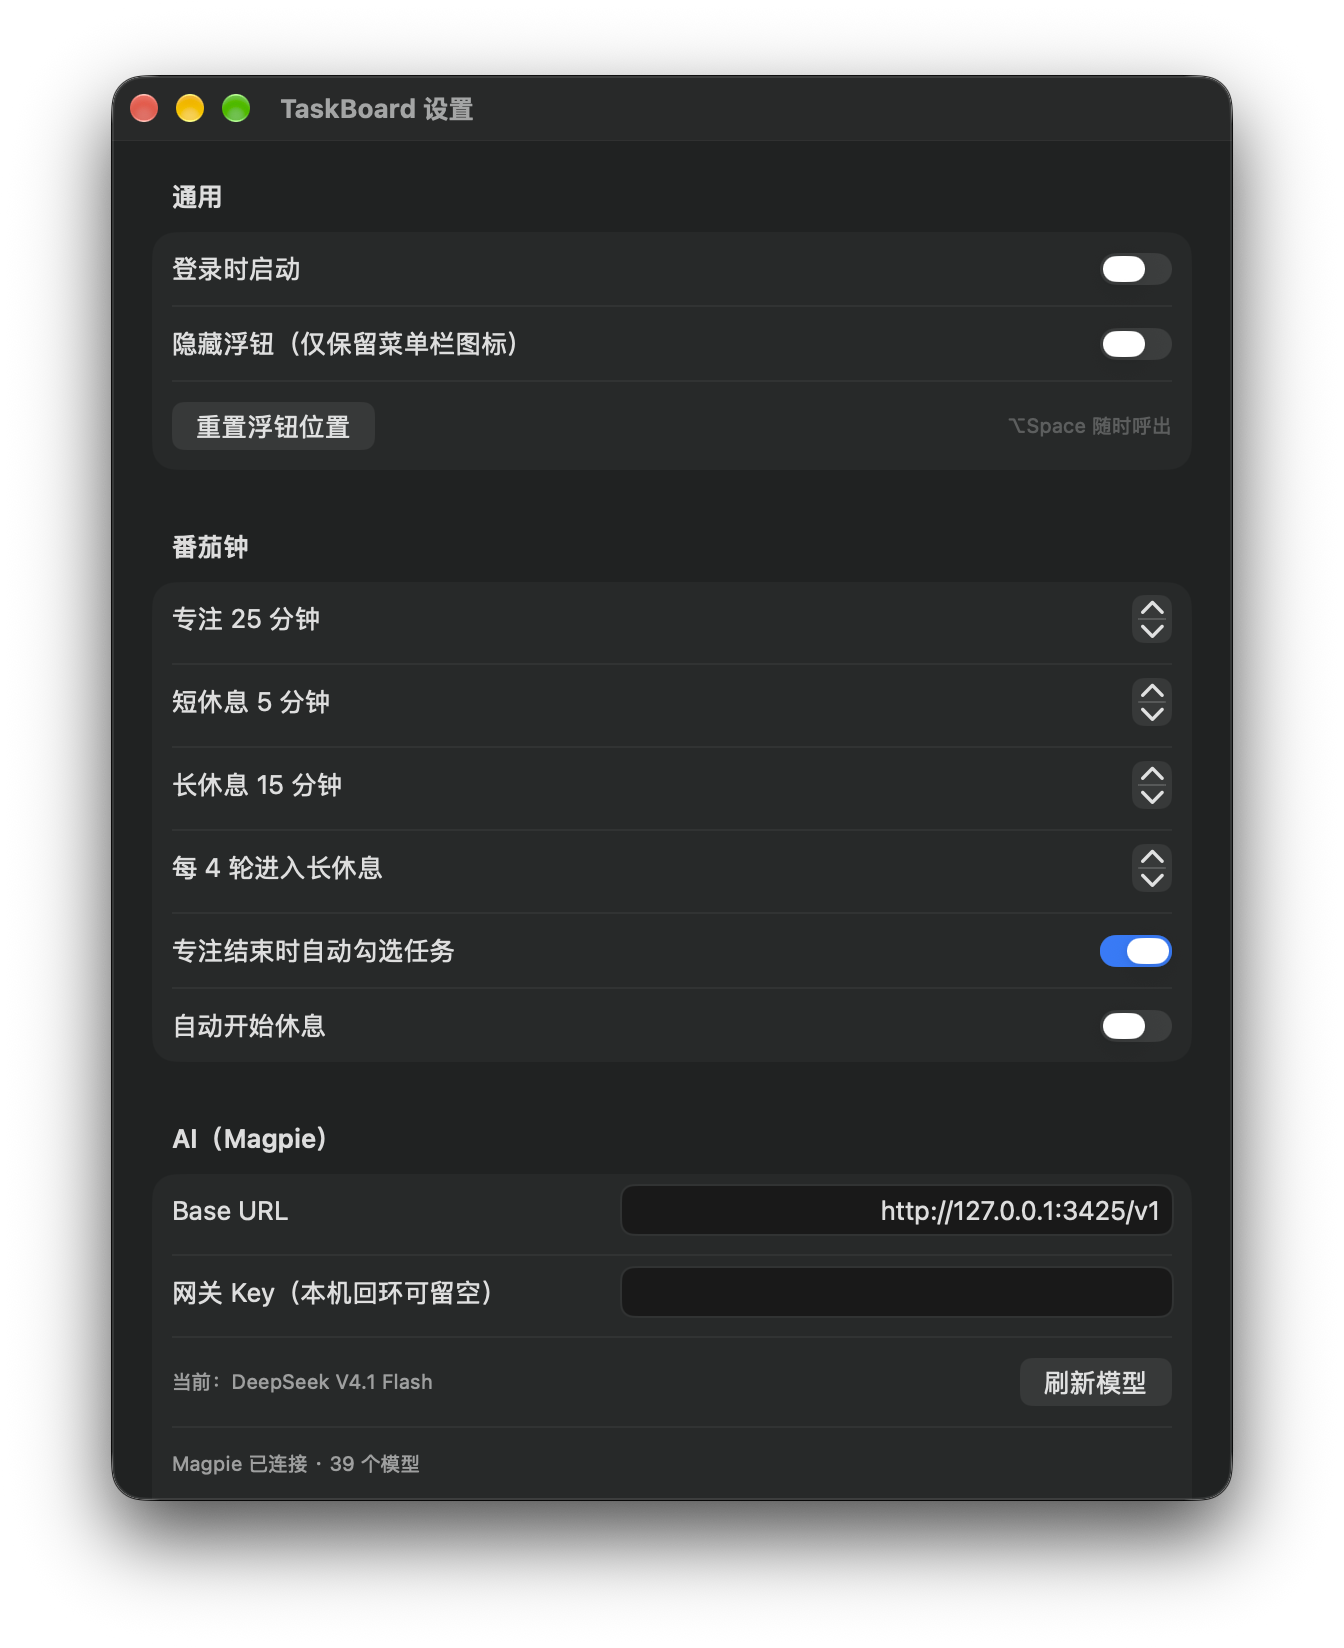 TaskBoard 设置
通用
登录时启动
隐藏浮钮（仅保留菜单栏图标）
重置浮钮位置
⌥Space 随时呼出
番茄钟
专注 25 分钟
短休息 5 分钟
长休息 15 分钟
每 4 轮进入长休息
专注结束时自动勾选任务
自动开始休息
AI（Magpie）
Base URL
http://127.0.0.1:3425/v1
网关 Key（本机回环可留空）
当前：DeepSeek V4.1 Flash
刷新模型
Magpie 已连接 · 39 个模型